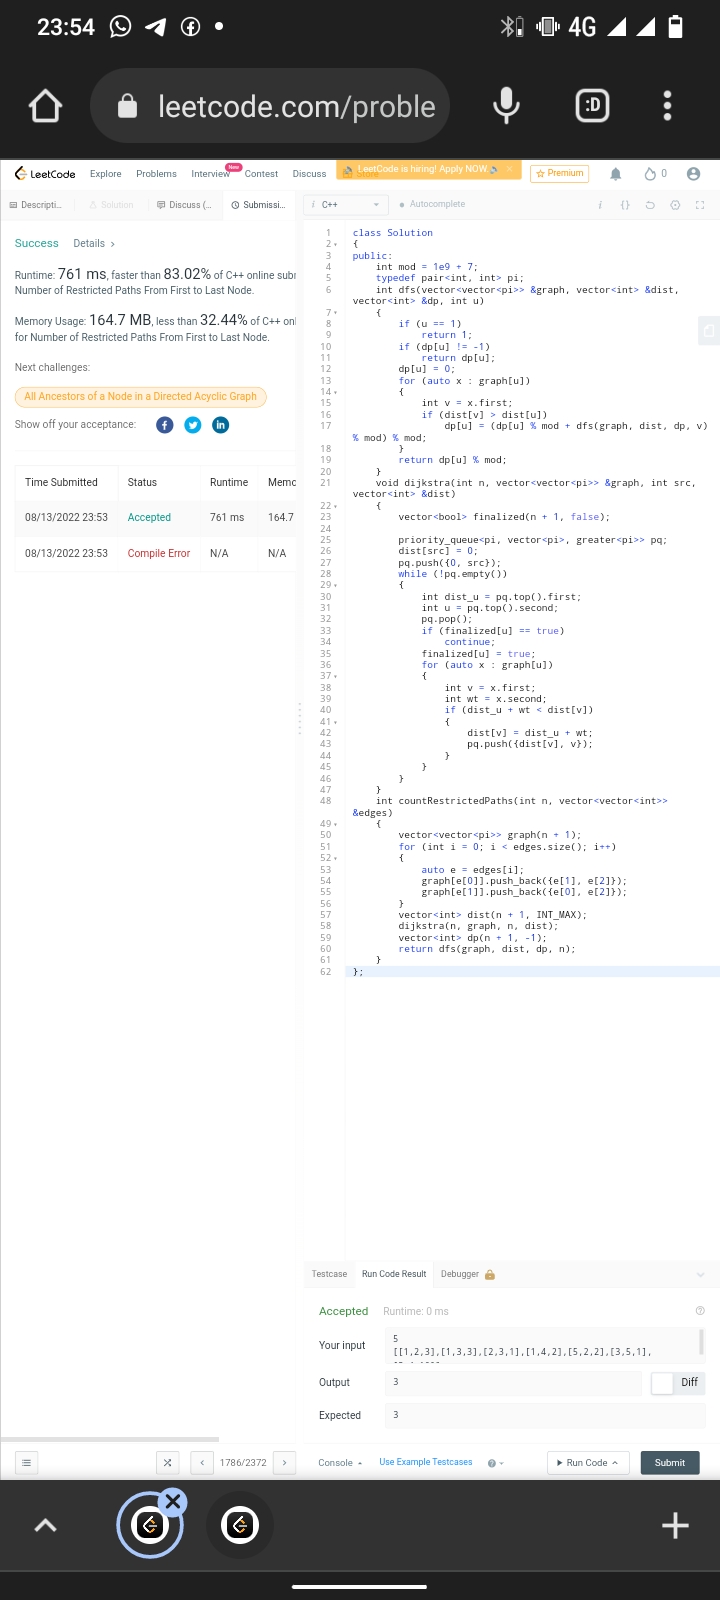 23:54
4G
leetcode.com/proble
:D
LeetCode
Explore
Problems
Interview
New
Contest
Discuss
LeetCode is hiring! Apply NOW.
Premium
0
Descripti...
Solution
Discuss (...
Submissi...
i C++
Autocomplete
Success
Details >
Runtime: 761 ms, faster than 83.02% of C++ online subr
Number of Restricted Paths From First to Last Node.
Memory Usage: 164.7 MB, less than 32.44% of C++ onl
for Number of Restricted Paths From First to Last Node.
Next challenges:
All Ancestors of a Node in a Directed Acyclic Graph
Show off your acceptance:
Time Submitted Status Runtime Memo
08/13/2022 23:53 Accepted 761 ms 164.7
08/13/2022 23:53 Compile Error N/A N/A
1 class Solution
2 {
3 public:
4 int mod = 1e9 + 7;
5 typedef pair<int, int> pi;
6 int dfs(vector<vector<pi>> &graph, vector<int> &dist,
vector<int> &dp, int u)
7 {
8 if (u == 1)
9 return 1;
10 if (dp[u] != -1)
11 return dp[u];
12 dp[u] = 0;
13 for (auto x : graph[u])
14 {
15 int v = x.first;
16 if (dist[v] > dist[u])
17 dp[u] = (dp[u] % mod + dfs(graph, dist, dp, v)
% mod) % mod;
18 }
19 return dp[u] % mod;
20 }
21 void dijkstra(int n, vector<vector<pi>> &graph, int src,
vector<int> &dist)
22 {
23 vector<bool> finalized(n + 1, false);
24
25 priority_queue<pi, vector<pi>, greater<pi>> pq;
26 dist[src] = 0;
27 pq.push({0, src});
28 while (!pq.empty())
29 {
30 int dist_u = pq.top().first;
31 int u = pq.top().second;
32 pq.pop();
33 if (finalized[u] == true)
34 continue;
35 finalized[u] = true;
36 for (auto x : graph[u])
37 {
38 int v = x.first;
39 int wt = x.second;
40 if (dist_u + wt < dist[v])
41 {
42 dist[v] = dist_u + wt;
43 pq.push({dist[v], v});
44 }
45 }
46 }
47 }
48 int countRestrictedPaths(int n, vector<vector<int>>
&edges)
49 {
50 vector<vector<pi>> graph(n + 1);
51 for (int i = 0; i < edges.size(); i++)
52 {
53 auto e = edges[i];
54 graph[e[0]].push_back({e[1], e[2]});
55 graph[e[1]].push_back({e[0], e[2]});
56 }
57 vector<int> dist(n + 1, INT_MAX);
58 dijkstra(n, graph, n, dist);
59 vector<int> dp(n + 1, -1);
60 return dfs(graph, dist, dp, n);
61 }
62 };
Testcase
Run Code Result
Debugger
Accepted
Runtime: 0 ms
Your input
5
[[1,2,3],[1,3,3],[2,3,1],[1,4,2],[5,2,2],[3,5,1],
Output
3
Diff
Expected
3
1786/2372
Console
Use Example Testcases
Run Code
Submit